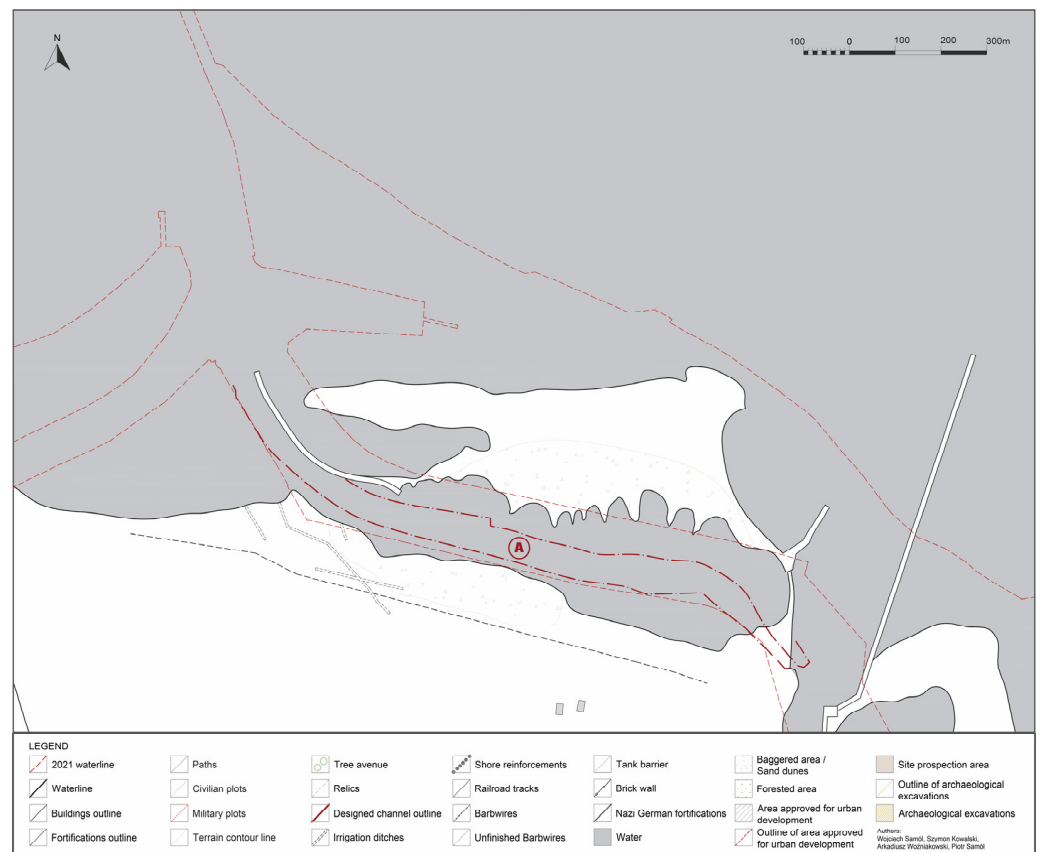 N
100 0 100 200 300m
A
LEGEND
2021 waterline
Waterline
Buildings outline
Fortifications outline
Paths
Civilian plots
Military plots
Terrain contour line
Tree avenue
Relics
Designed channel outline
Irrigation ditches
Shore reinforcements
Railroad tracks
Barbwires
Unfinished Barbwires
Tank barrier
Brick wall
Nazi German fortifications
Water
Baggered area /
Sand dunes
Forested area
Area approved for urban
development
Outline of area approved
for urban development
Site prospection area
Outline of archaeological
excavations
Archaeological excavations
Authors:
Wojciech Samól, Szymon Kowalski,
Arkadiusz Woźniakowski, Piotr Samól